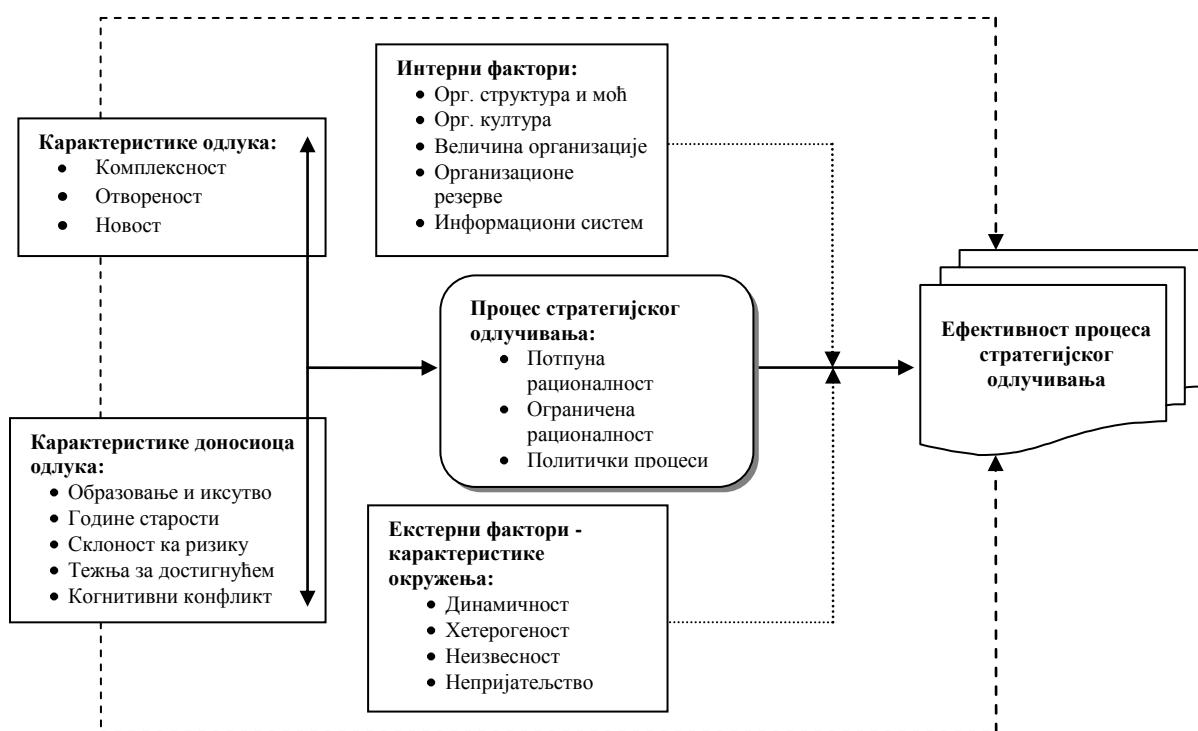 Карактеристике одлука:
• Комплексност
• Отвореност
• Новост
Карактеристике доносиоца
одлука:
• Образовање и иксутво
• Године старости
• Склоност ка ризику
• Тежња за достигнућем
• Когнитивни конфликт
Интерни фактори:
• Орг. структура и моћ
• Орг. култура
• Величина организације
• Организационе
резерве
• Информациони систем
Процес стратегијског
одлучивања:
• Потпуна
рационалност
• Ограничена
рационалност
• Политички процеси
Екстерни фактори -
карактеристике
окружења:
• Динамичност
• Хетерогеност
• Неизвесност
• Непријатељство
Ефективност процеса
стратегијског
одлучивања